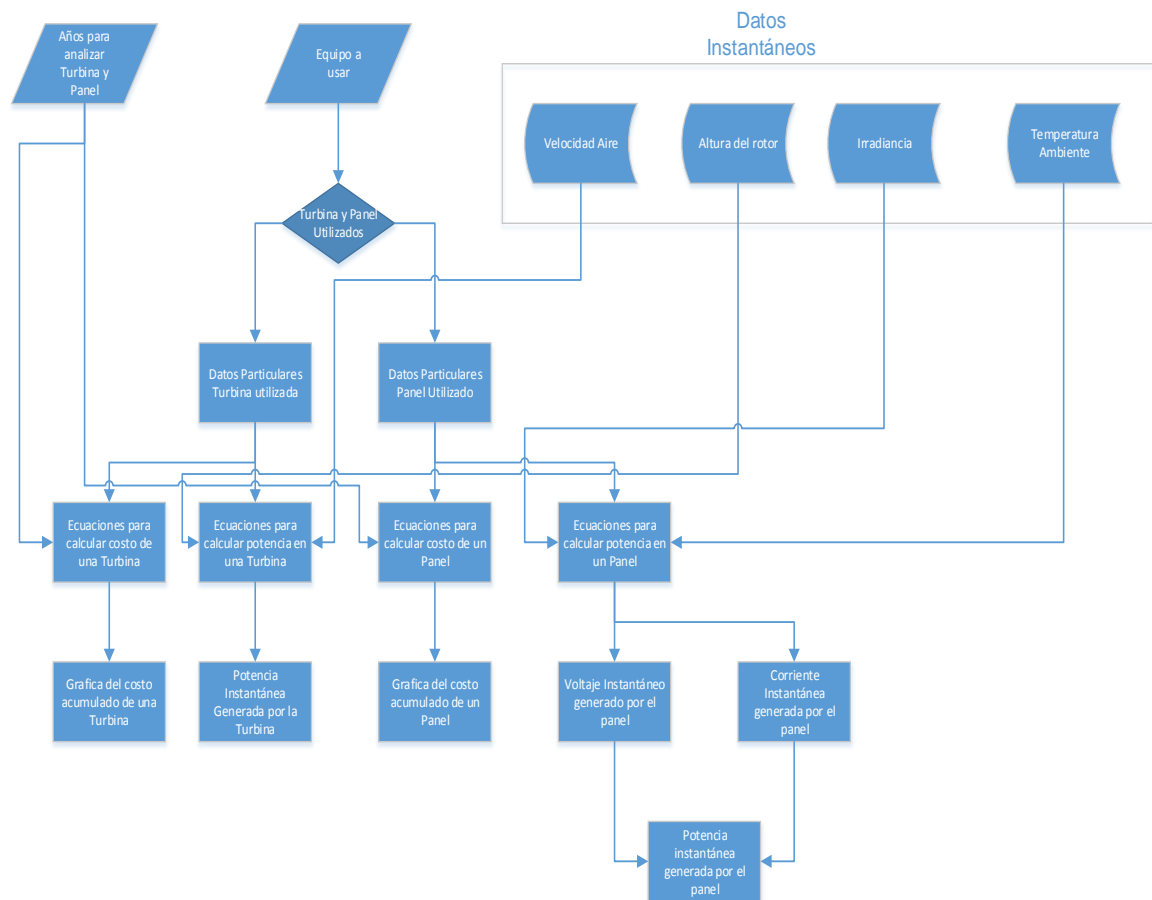 Datos
Instantáneos
Años para
analizar
Turbina y
Panel
Equipo a
usar
Velocidad Aire
Altura del rotor
Irradiancia
Temperatura
Ambiente
Turbina y Panel
Utilizados
Datos Particulares
Turbina utilizada
Datos Particulares
Panel Utilizado
Ecuaciones para
calcular costo de
una Turbina
Ecuaciones para
calcular potencia en
una Turbina
Ecuaciones para
calcular costo de un
Panel
Ecuaciones para
calcular potencia en
un Panel
Grafica del costo
acumulado de una
Turbina
Potencia
Instantánea
Generada por la
Turbina
Grafica del costo
acumulado de un
Panel
Voltaje Instantáneo
generado por el
panel
Corriente
Instantánea
generada por el
panel
Potencia
instantánea
generada por el
panel